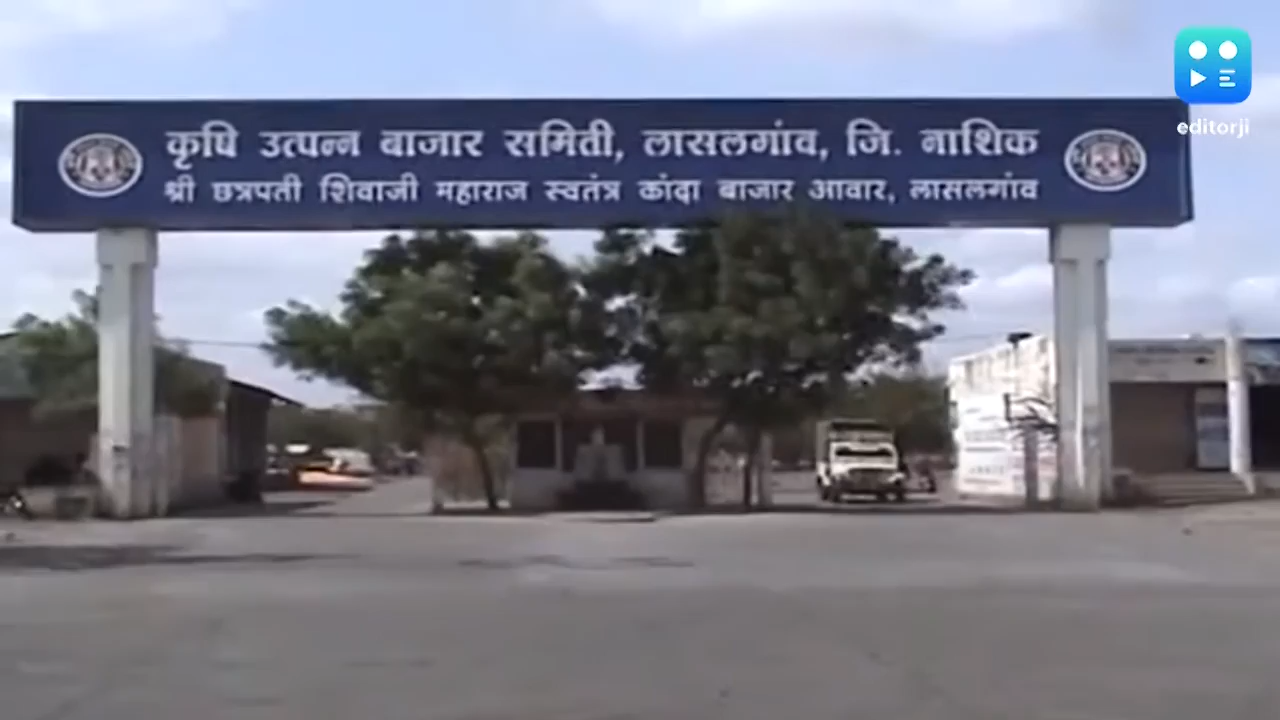 कृषि उत्पन्न बाजार समिती, लासलगांव, जि. नाशिक
श्री छत्रपती शिवाजी महाराज स्वतंत्र कांदा बाजार आवार, लासलगांव
editorji